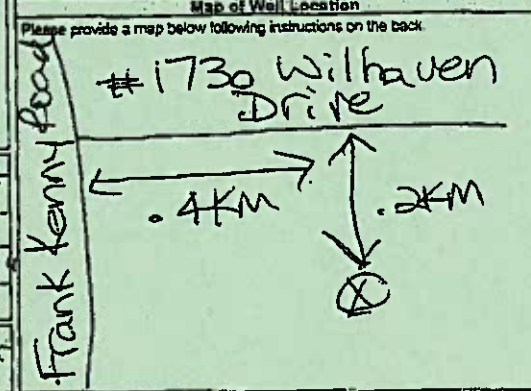 Map of Well Location
Please provide a map below following instructions on the back.
#1730 Wilhaven
Drive
Frank Kenny Road
.4KM
.2KM
X